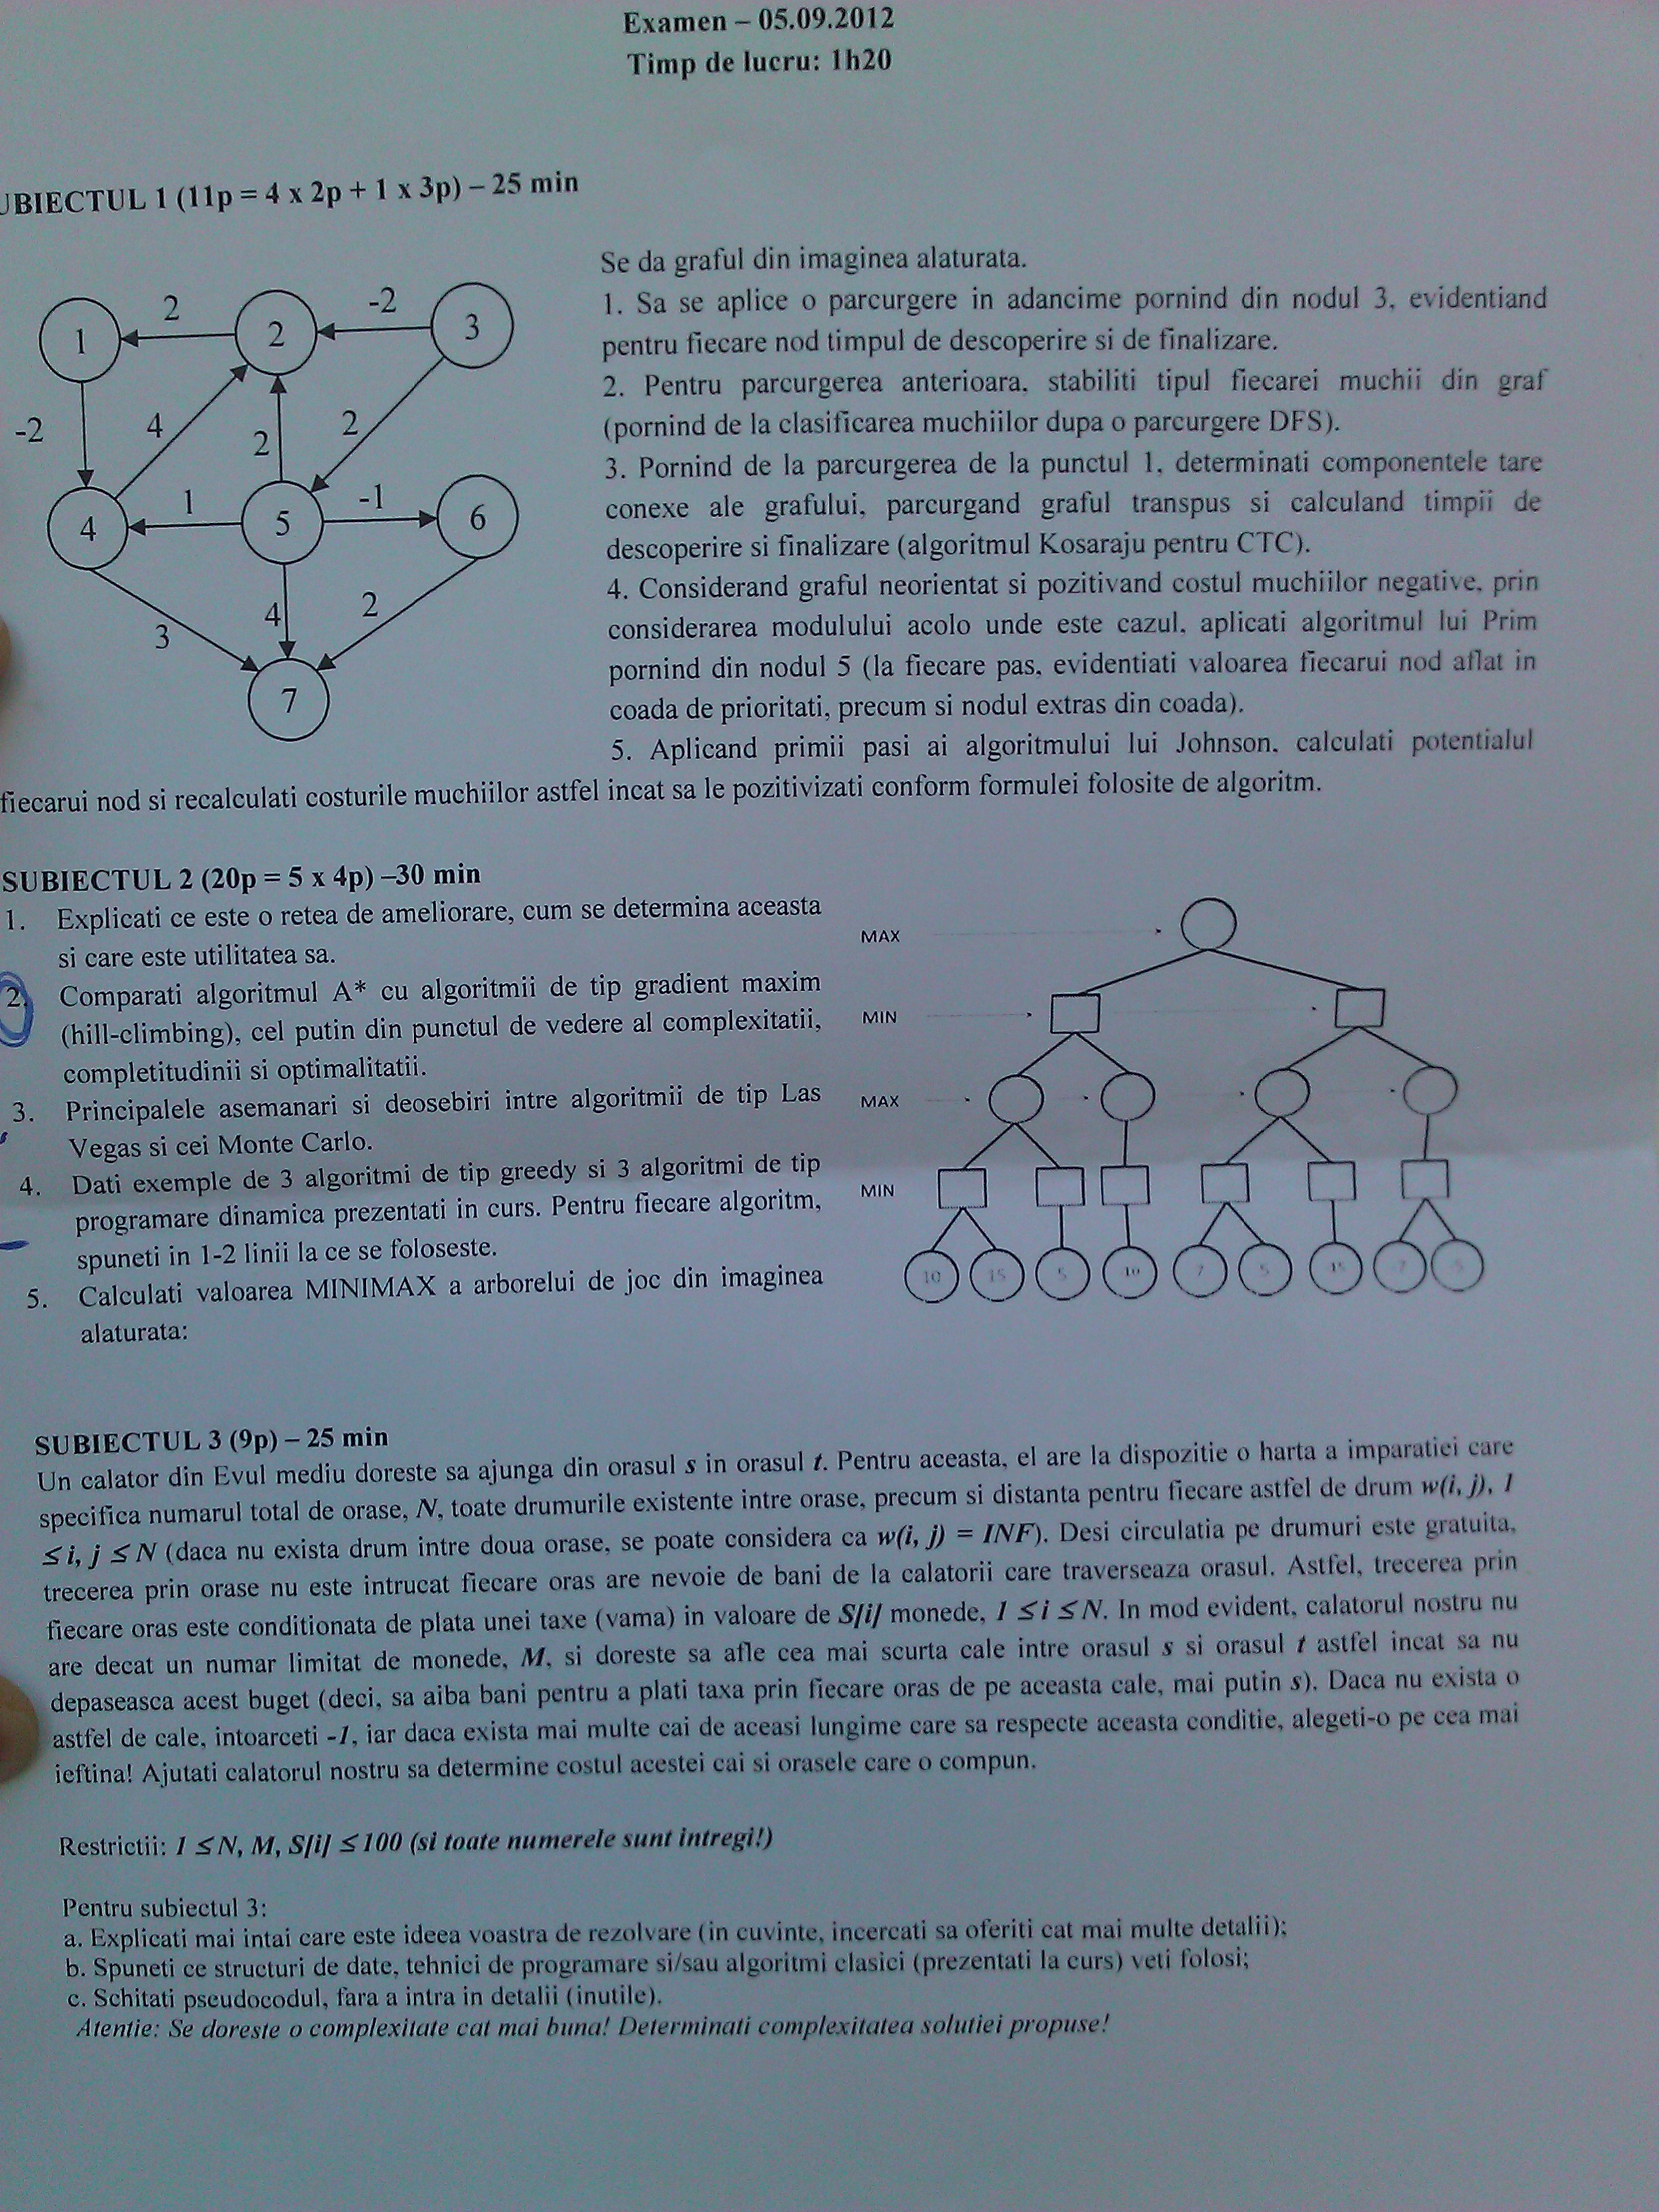 Examen – 05.09.2012
Timp de lucru: 1h20
UBIECTUL 1 (11p = 4 x 2p + 1 x 3p) – 25 min
Se da graful din imaginea alaturata.
1. Sa se aplice o parcurgere in adancime pornind din nodul 3, evidentiand
pentru fiecare nod timpul de descoperire si de finalizare.
2. Pentru parcurgerea anterioara, stabiliti tipul fiecarei muchii din graf
(pornind de la clasificarea muchiilor dupa o parcurgere DFS).
3. Pornind de la parcurgerea de la punctul 1, determinati componentele tare
conexe ale grafului, parcurgand graful transpus si calculand timpii de
descoperire si finalizare (algoritmul Kosaraju pentru CTC).
4. Considerand graful neorientat si pozitivand costul muchiilor negative, prin
considerarea modulului acolo unde este cazul, aplicati algoritmul lui Prim
pornind din nodul 5 (la fiecare pas, evidentiati valoarea fiecarui nod aflat in
coada de prioritati, precum si nodul extras din coada).
5. Aplicand primii pasi ai algoritmului lui Johnson, calculati potentialul
fiecarui nod si recalculati costurile muchiilor astfel incat sa le pozitivizati conform formulei folosite de algoritm.
2 -2
1 2 3
-2 4 2 2
1 -1
4 5 6
3 4 2
7
SUBIECTUL 2 (20p = 5 x 4p) –30 min
1. Explicati ce este o retea de ameliorare, cum se determina aceasta
si care este utilitatea sa.
2. Comparati algoritmul A* cu algoritmii de tip gradient maxim
(hill-climbing), cel putin din punctul de vedere al complexitatii,
completitudinii si optimalitatii.
3. Principalele asemanari si deosebiri intre algoritmii de tip Las
Vegas si cei Monte Carlo.
4. Dati exemple de 3 algoritmi de tip greedy si 3 algoritmi de tip
programare dinamica prezentati in curs. Pentru fiecare algoritm,
spuneti in 1-2 linii la ce se foloseste.
5. Calculati valoarea MINIMAX a arborelui de joc din imaginea
alaturata:
MAX
MIN
MAX
MIN
10 15 5 10 7 5
SUBIECTUL 3 (9p) – 25 min
Un calator din Evul mediu doreste sa ajunga din orasul s in orasul t. Pentru aceasta, el are la dispozitie o harta a imparatiei care
specifica numarul total de orase, N, toate drumurile existente intre orase, precum si distanta pentru fiecare astfel de drum w(i, j), 1
≤ i, j ≤ N (daca nu exista drum intre doua orase, se poate considera ca w(i, j) = INF). Desi circulatia pe drumuri este gratuita,
trecerea prin orase nu este intrucat fiecare oras are nevoie de bani de la calatorii care traverseaza orasul. Astfel, trecerea prin
fiecare oras este conditionata de plata unei taxe (vama) in valoare de S[i] monede, 1 ≤ i ≤ N. In mod evident, calatorul nostru nu
are decat un numar limitat de monede, M, si doreste sa afle cea mai scurta cale intre orasul s si orasul t astfel incat sa nu
depaseasca acest buget (deci, sa aiba bani pentru a plati taxa prin fiecare oras de pe aceasta cale, mai putin s). Daca nu exista o
astfel de cale, intoarceti -1, iar daca exista mai multe cai de aceasi lungime care sa respecte aceasta conditie, alegeti-o pe cea mai
ieftina! Ajutati calatorul nostru sa determine costul acestei cai si orasele care o compun.
Restrictii: 1 ≤ N, M, S[i] ≤ 100 (si toate numerele sunt intregi!)
Pentru subiectul 3:
a. Explicati mai intai care este ideea voastra de rezolvare (in cuvinte, incercati sa oferiti cat mai multe detalii);
b. Spuneti ce structuri de date, tehnici de programare si/sau algoritmi clasici (prezentati la curs) veti folosi;
c. Schitati pseudocodul, fara a intra in detalii (inutile).
Atentie: Se doreste o complexitate cat mai buna! Determinati complexitatea solutiei propuse!